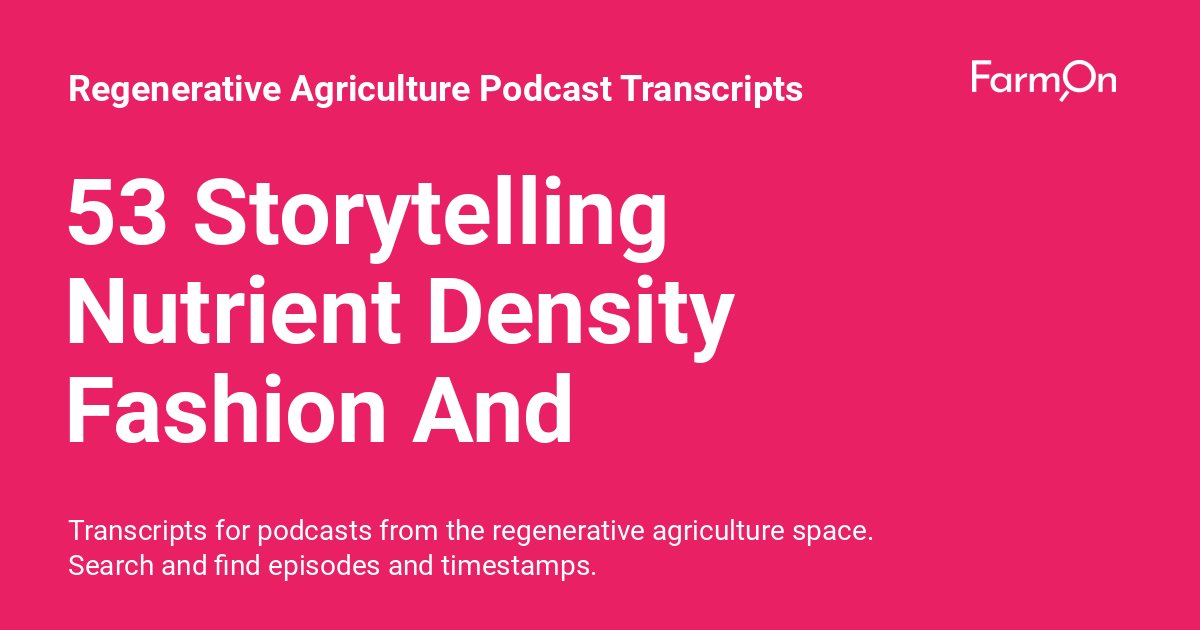 Regenerative Agriculture Podcast Transcripts
FarmOn
53 Storytelling
Nutrient Density
Fashion And
Transcripts for podcasts from the regenerative agriculture space.
Search and find episodes and timestamps.